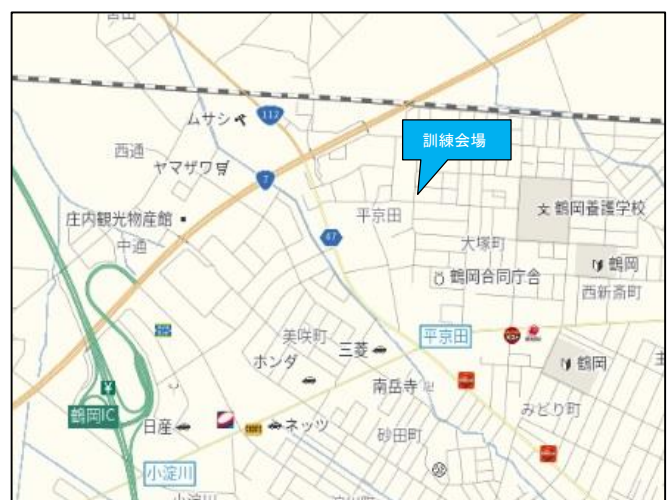 宮田
ムサシ
112
訓練会場
西通
ヤマザワ
7
鶴岡養護学校
庄内観光物産館
平京田
中通
47
大塚町
鶴岡合同庁舎
鶴岡
西新斎町
美咲町
三菱
平京田
ホンダ
鶴岡
南岳寺
鶴岡IC
みどり町
日産
ネッツ
砂田町
小淀川
小淀川